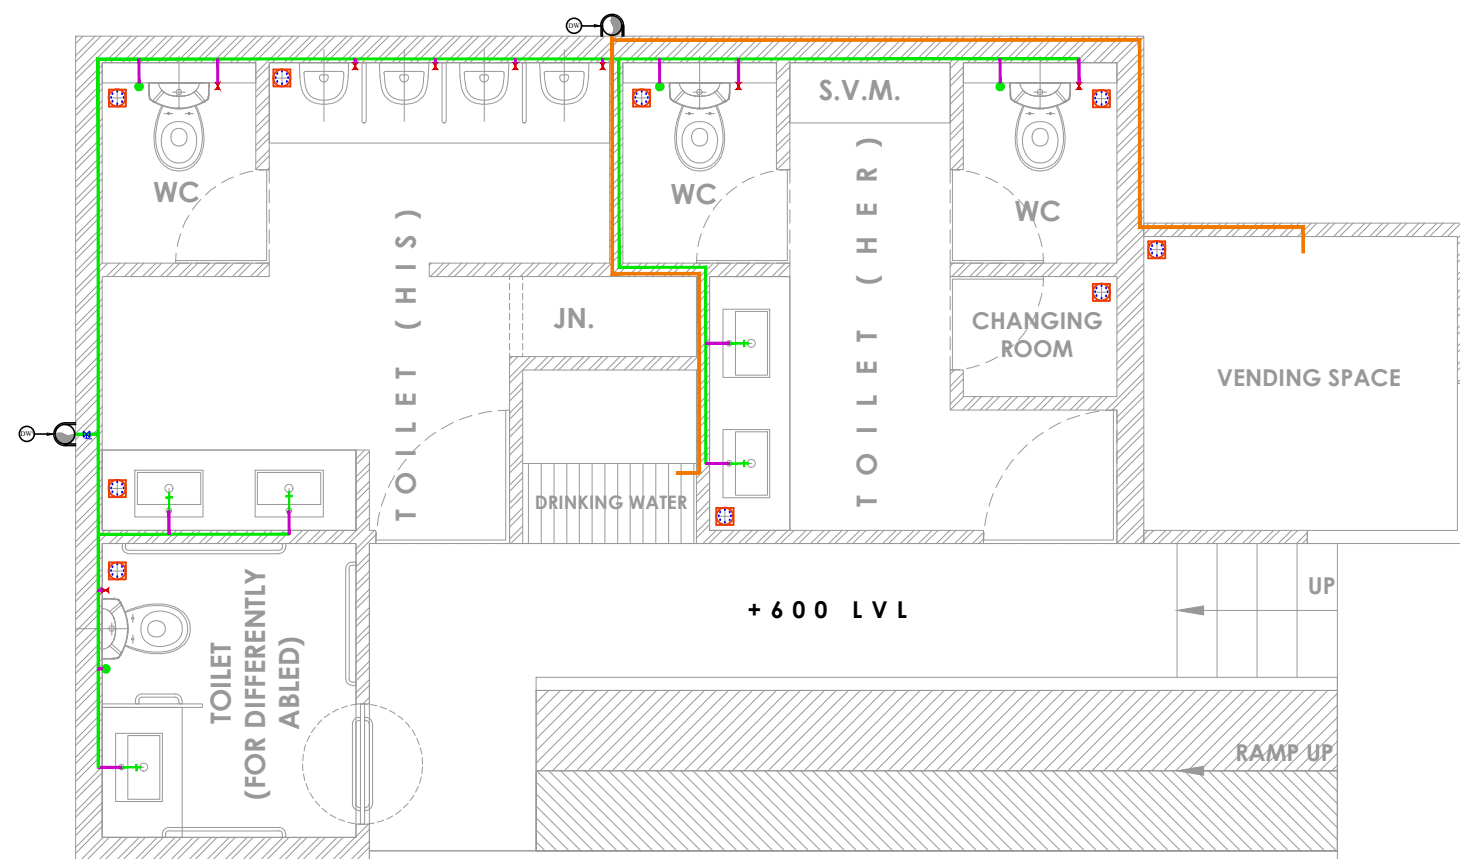 DW
S.V.M.
WC
WC
WC
TOILET (HIS)
TOILET (HER)
JN.
CHANGING
ROOM
VENDING SPACE
DW
DRINKING WATER
TOILET
(FOR DIFFERENTLY
ABLED)
+600 LVL
UP
RAMP UP